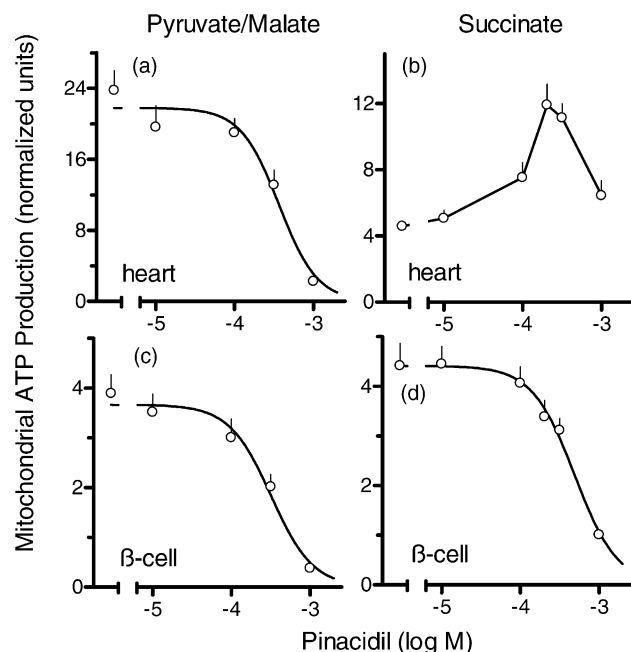 Pyruvate/Malate
Succinate
Mitochondrial ATP Production (normalized units)
(a)
24
16
8
0
heart
-5
-4
-3
(b)
12
8
4
0
heart
-5
-4
-3
(c)
4
2
0
ß-cell
-5
-4
-3
(d)
4
2
0
ß-cell
-5
-4
-3
Pinacidil (log M)